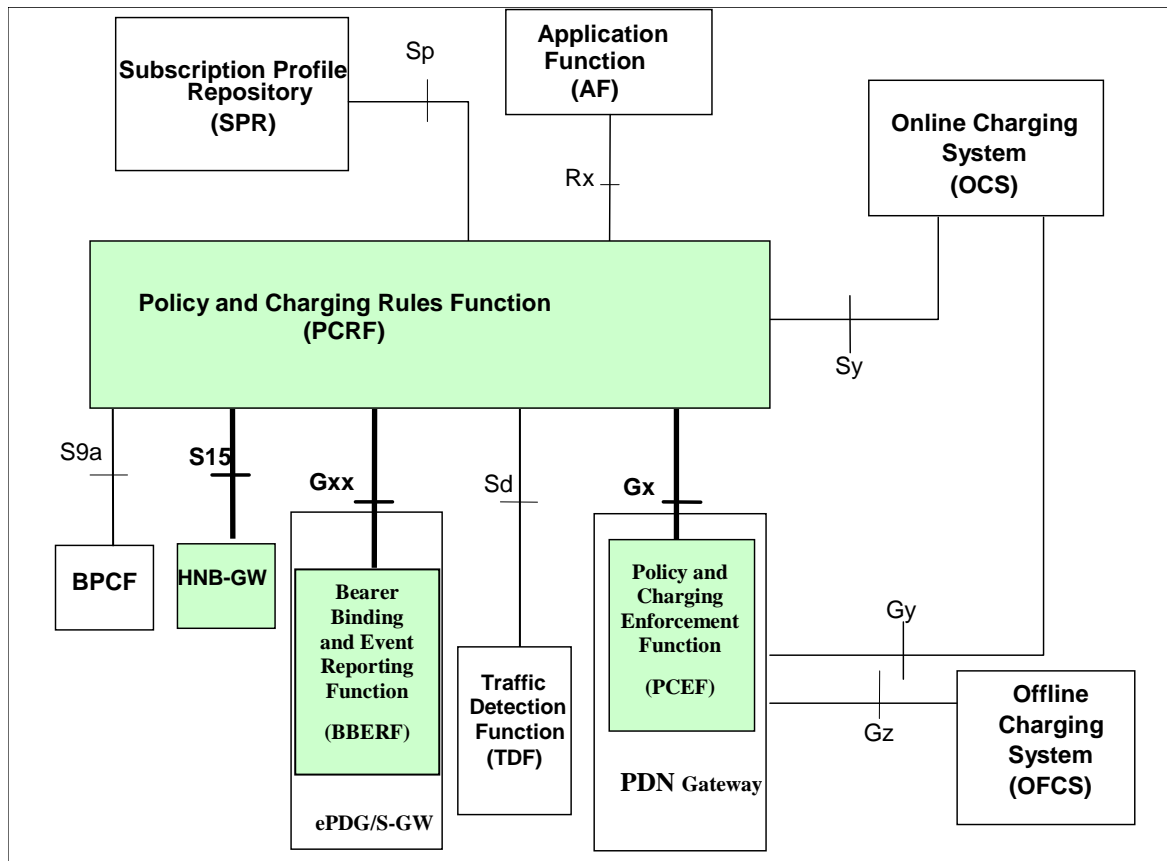 Sp
Subscription Profile
Repository
(SPR)
Application
Function
(AF)
Online Charging
System
(OCS)
Rx
Policy and Charging Rules Function
(PCRF)
Sy
S9a
S15
Gxx
Sd
Gx
BPCF
HNB-GW
Bearer
Binding
and Event
Reporting
Function
(BBERF)
ePDG/S-GW
Traffic
Detection
Function
(TDF)
Policy and
Charging
Enforcement
Function
(PCEF)
PDN Gateway
Gy
Gz
Offline
Charging
System
(OFCS)